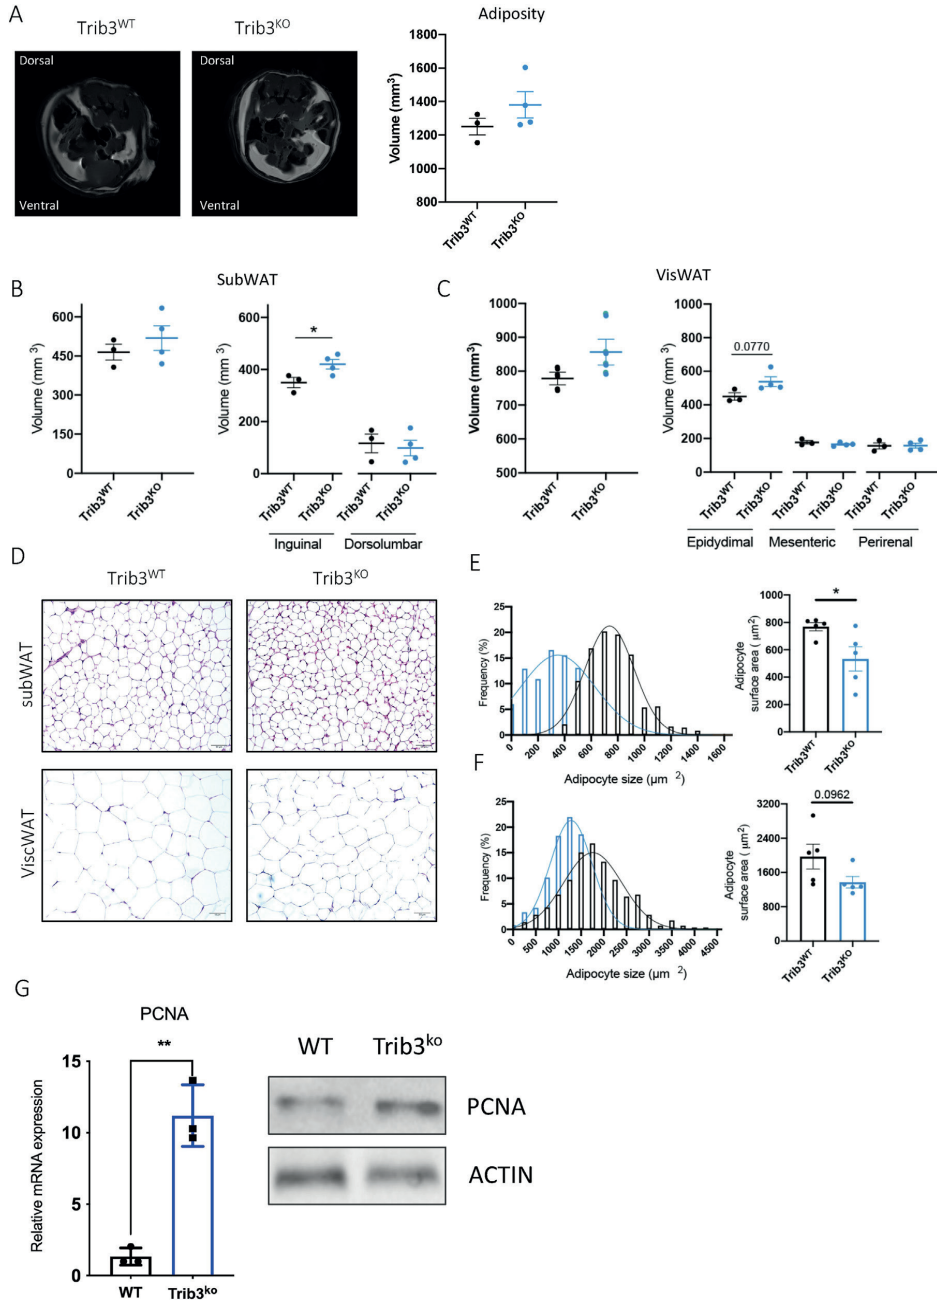 A
Trib3WT
Trib3KO
Adiposity
Dorsal
Dorsal
Ventral
Ventral
Volume (mm3)
1800
1600
1400
1200
1000
800
Trib3WT
Trib3KO
B
SubWAT
Volume (mm 3)
600
450
300
150
0
Trib3WT
Trib3KO
Volume (mm 3)
600
400
200
0
*
Trib3WT
Trib3KO
Trib3WT
Trib3KO
Inguinal
Dorsolumbar
C
VisWAT
Volume (mm3)
1000
900
800
700
600
500
Trib3WT
Trib3KO
Volume (mm 3)
1000
800
600
400
200
0
0.0770
Trib3WT
Trib3KO
Trib3WT
Trib3KO
Trib3WT
Trib3KO
Epidydimal
Mesenteric
Perirenal
D
Trib3WT
Trib3KO
subWAT
ViscWAT
E
Frequency (%)
25
20
15
10
5
0
0
200
400
600
800
1000
1200
1400
1600
Adipocyte size (µm 2)
Adipocyte
surface area ( µm2)
1000
800
600
400
200
0
*
Trib3WT
Trib3KO
F
Frequency (%)
25
20
15
10
5
0
0
500
1000
1500
2000
2500
3000
3500
4000
4500
Adipocyte size (µm 2)
Adipocyte
surface area ( µm2)
3200
2400
1600
800
0
0.0962
Trib3WT
Trib3KO
G
PCNA
Relative mRNA expression
15
10
5
0
**
WT
Trib3ko
WT
Trib3ko
PCNA
ACTIN